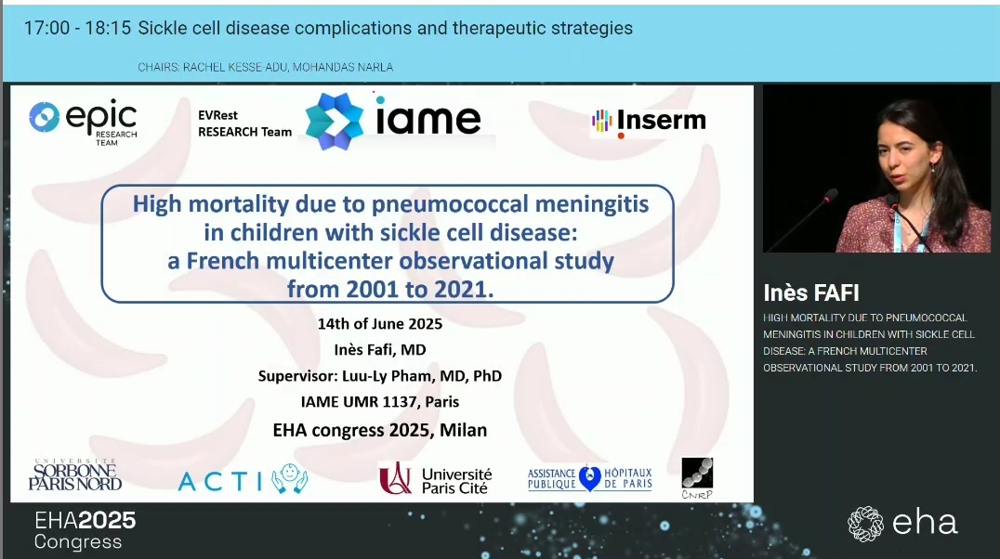 17:00 - 18:15 Sickle cell disease complications and therapeutic strategies
CHAIRS: RACHEL KESSE-ADU, MOHANDAS NARLA
epic
RESEARCH
TEAM
EVRest
RESEARCH Team
iame
Inserm
High mortality due to pneumococcal meningitis
in children with sickle cell disease:
a French multicenter observational study
from 2001 to 2021.
14th of June 2025
Inès Fafi, MD
Supervisor: Luu-Ly Pham, MD, PhD
IAME UMR 1137, Paris
EHA congress 2025, Milan
UNIVERSITÉ
SORBONNE
PARIS NORD
ACTI
Université
Paris Cité
ASSISTANCE
PUBLIQUE
HÔPITAUX
DE PARIS
CNRP
Inès FAFI
HIGH MORTALITY DUE TO PNEUMOCOCCAL
MENINGITIS IN CHILDREN WITH SICKLE CELL
DISEASE: A FRENCH MULTICENTER
OBSERVATIONAL STUDY FROM 2001 TO 2021.
EHA2025
Congress
eha